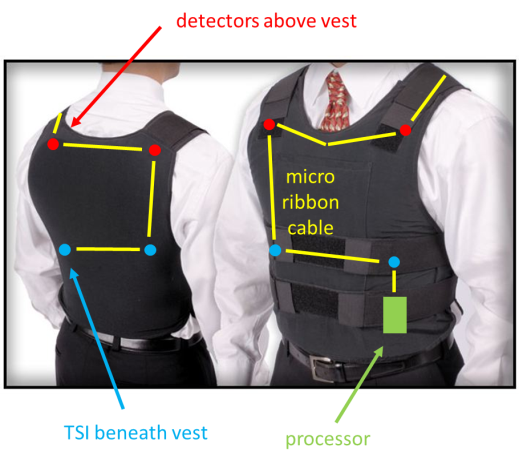 detectors above vest
micro
ribbon
cable
TSI beneath vest
processor